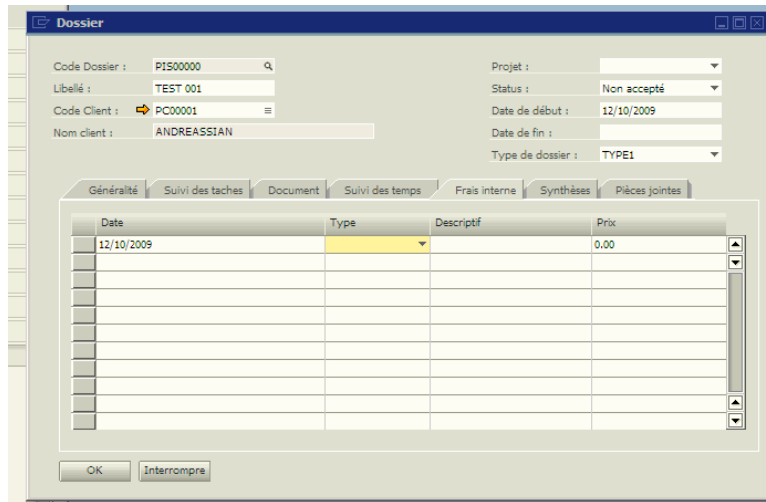 Dossier
Code Dossier : PIS00000
Libellé : TEST 001
Code Client : PC00001
Nom client : ANDREASSIAN
Projet :
Status : Non accepté
Date de début : 12/10/2009
Date de fin :
Type de dossier : TYPE1
Généralité Suivi des taches Document Suivi des temps Frais interne Synthèses Pièces jointes
Date Type Descriptif Prix
12/10/2009 0.00
OK Interrompre